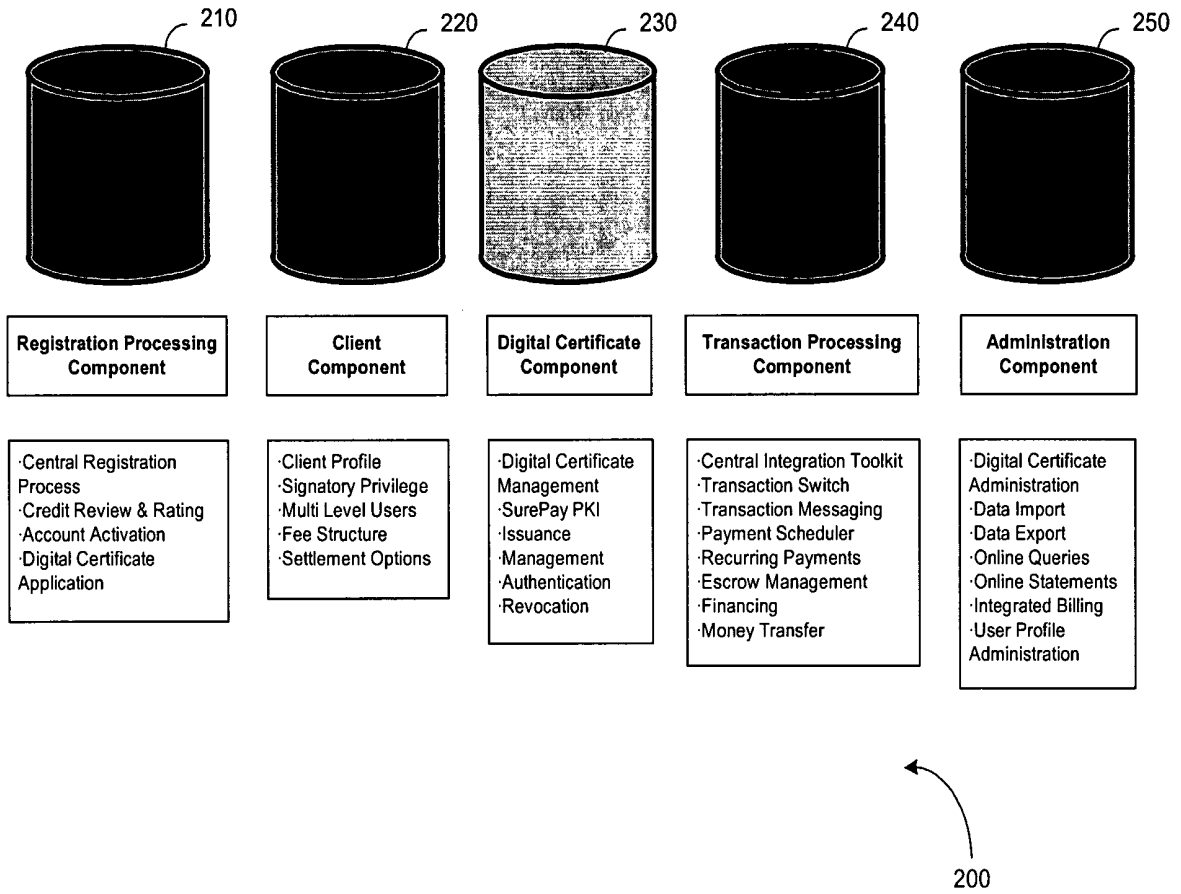 210
220
230
240
250
Registration Processing
Component
Client
Component
Digital Certificate
Component
Transaction Processing
Component
Administration
Component
·Central Registration
Process
·Credit Review & Rating
·Account Activation
·Digital Certificate
Application
·Client Profile
·Signatory Privilege
·Multi Level Users
·Fee Structure
·Settlement Options
·Digital Certificate
Management
·SurePay PKI
·Issuance
Management
·Authentication
·Revocation
·Central Integration Toolkit
·Transaction Switch
·Transaction Messaging
·Payment Scheduler
·Recurring Payments
·Escrow Management
·Financing
·Money Transfer
·Digital Certificate
Administration
·Data Import
·Data Export
·Online Queries
·Online Statements
·Integrated Billing
·User Profile
Administration
200